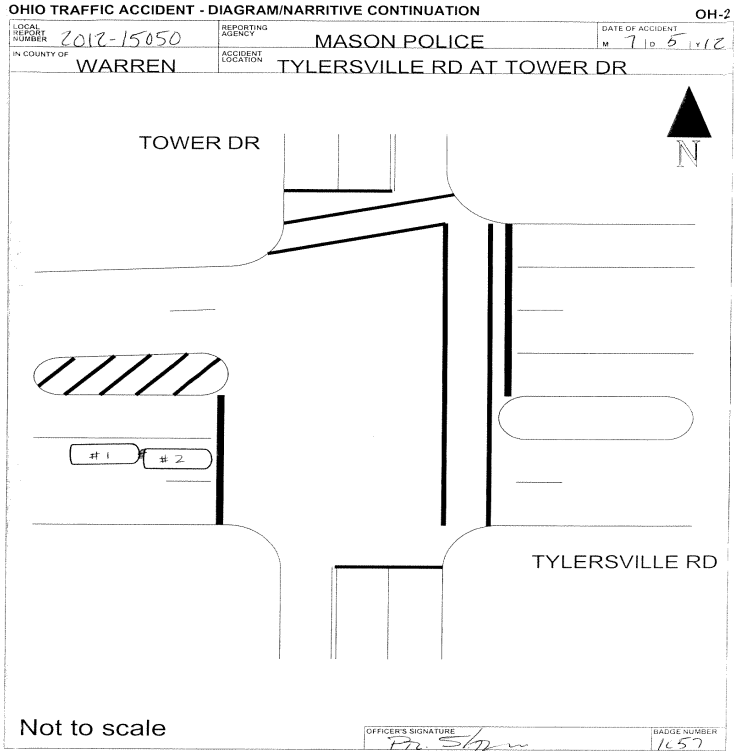 OHIO TRAFFIC ACCIDENT - DIAGRAM/NARRITIVE CONTINUATION OH-2
LOCAL REPORT NUMBER 2012-15050
REPORTING AGENCY MASON POLICE
DATE OF ACCIDENT M 7 D 5 Y 12
IN COUNTY OF WARREN
ACCIDENT LOCATION TYLERSVILLE RD AT TOWER DR
TOWER DR
N
# 1 # 2
TYLERSVILLE RD
Not to scale
OFFICER'S SIGNATURE Ptl.
BADGE NUMBER 1657